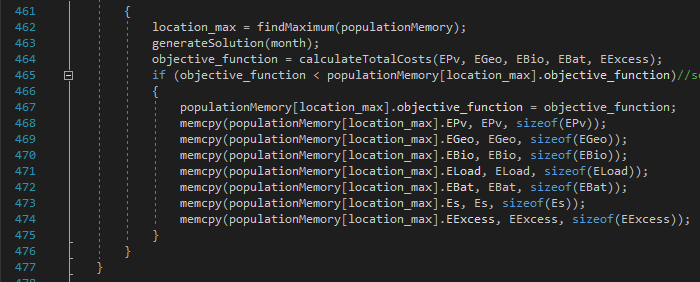 461 {
462 location_max = findMaximum(populationMemory);
463 generateSolution(month);
464 objective_function = calculateTotalCosts(EPv, EGeo, EBio, EBat, EExcess);
465 if (objective_function < populationMemory[location_max].objective_function)//s
466 {
467 populationMemory[location_max].objective_function = objective_function;
468 memcpy(populationMemory[location_max].EPv, EPv, sizeof(EPv));
469 memcpy(populationMemory[location_max].EGeo, EGeo, sizeof(EGeo));
470 memcpy(populationMemory[location_max].EBio, EBio, sizeof(EBio));
471 memcpy(populationMemory[location_max].ELoad, ELoad, sizeof(ELoad));
472 memcpy(populationMemory[location_max].EBat, EBat, sizeof(EBat));
473 memcpy(populationMemory[location_max].Es, Es, sizeof(Es));
474 memcpy(populationMemory[location_max].EExcess, EExcess, sizeof(EExcess));
475 }
476 }
477 }